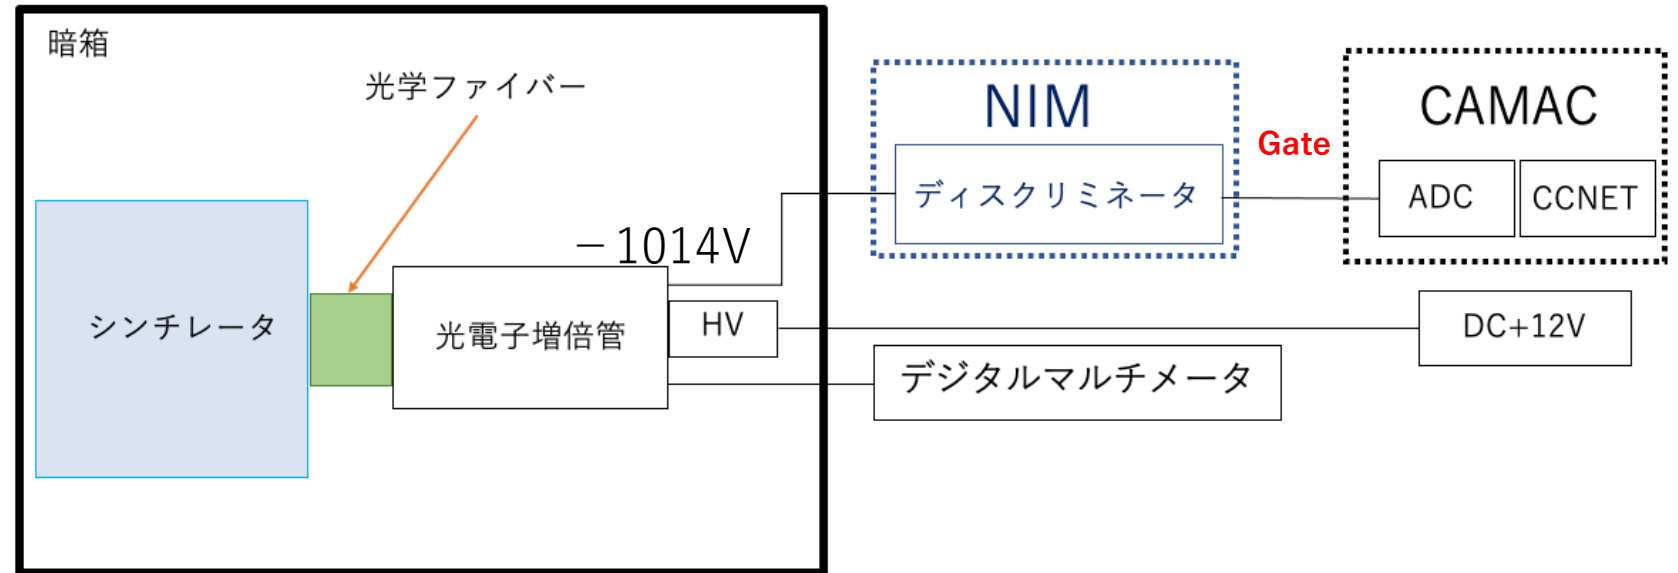 暗箱
光学ファイバー
NIM
Gate
CAMAC
ディスクリミネータ
ADC
CCNET
－1014V
シンチレータ
光電子増倍管
HV
DC+12V
デジタルマルチメータ